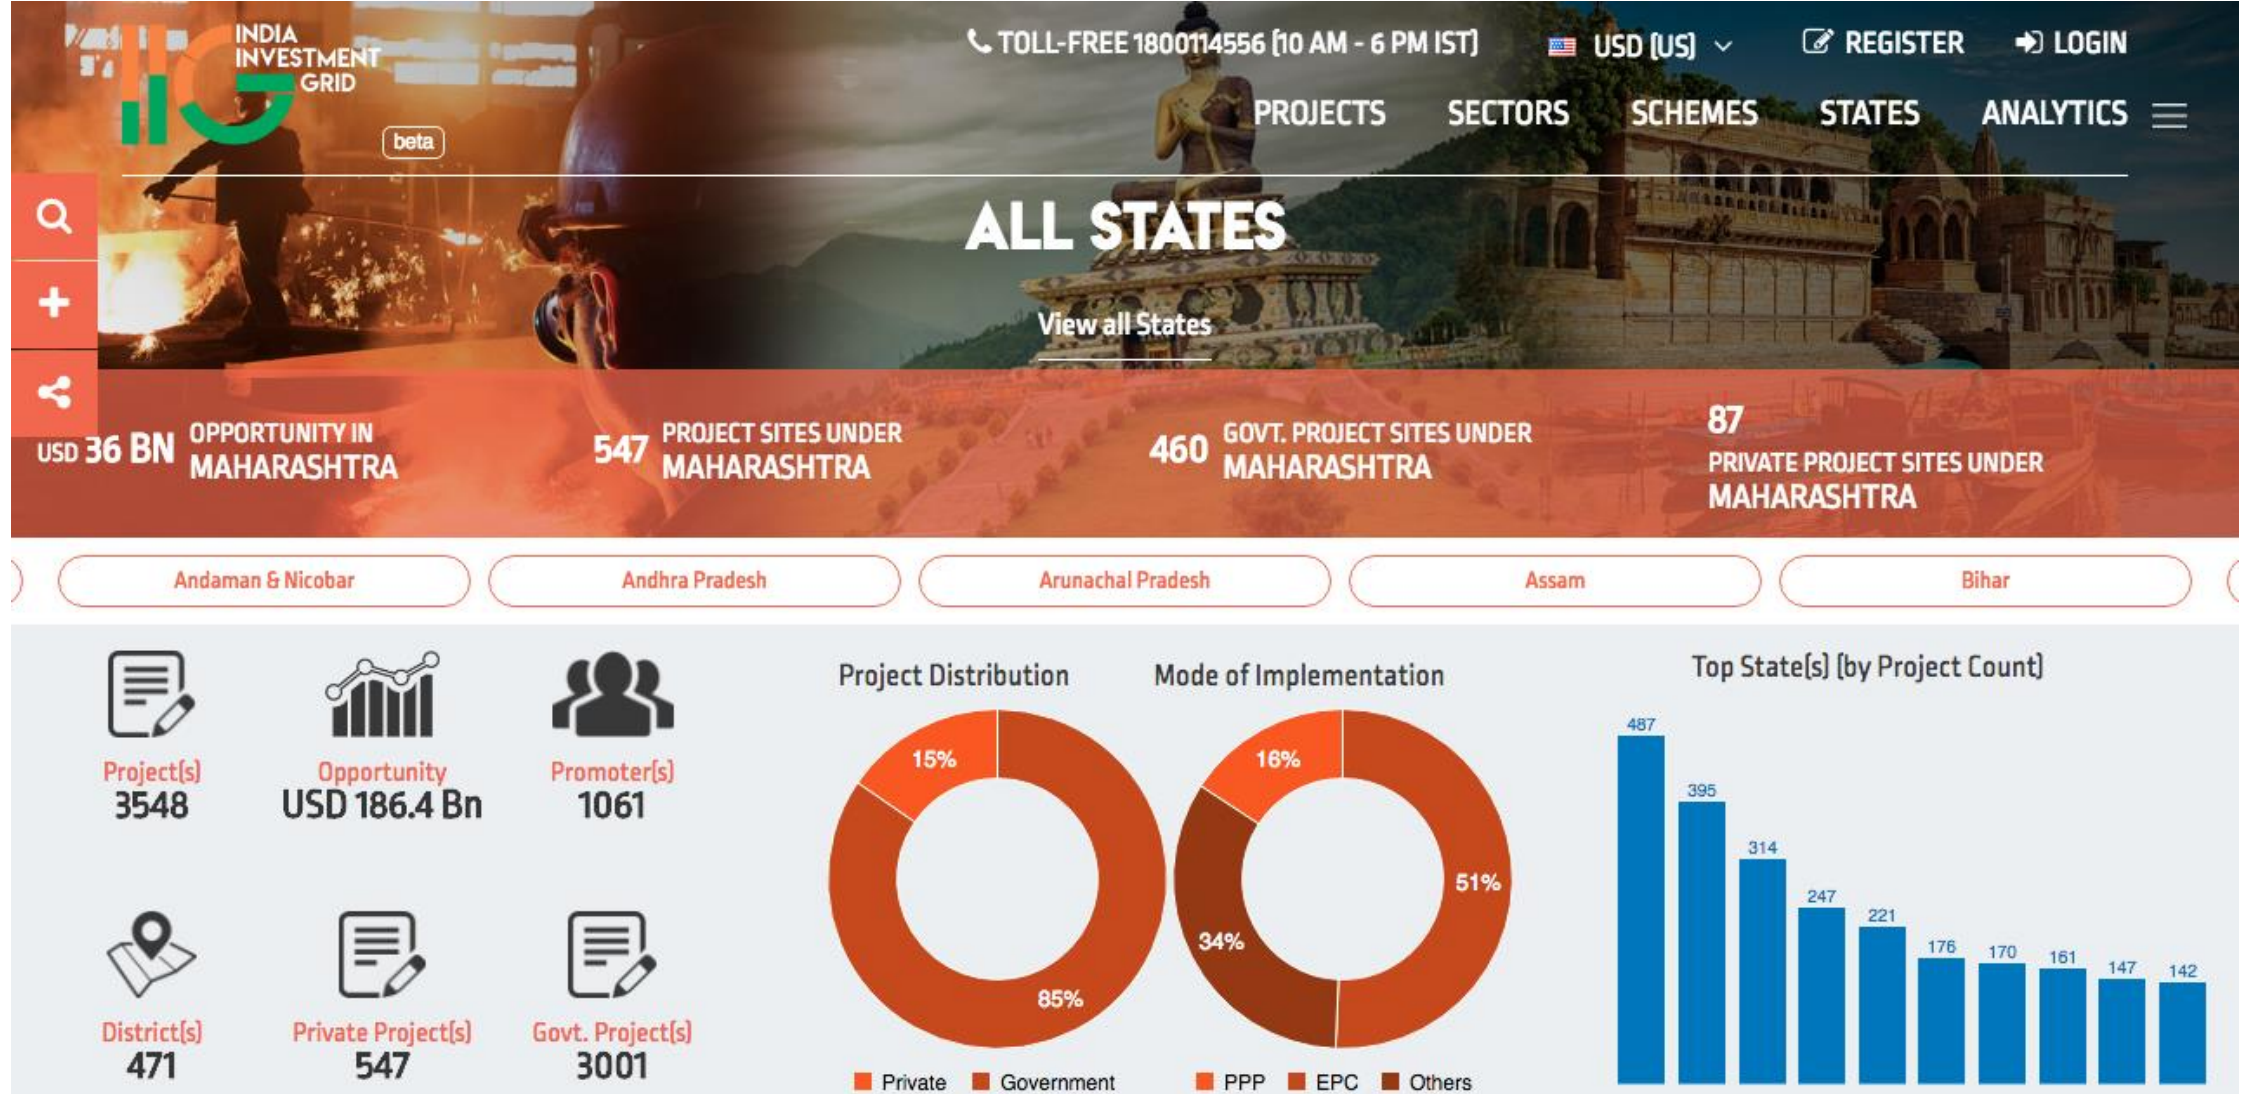 INDIA
INVESTMENT
GRID
beta
TOLL-FREE 1800114556 (10 AM - 6 PM IST)
USD (US)
REGISTER
LOGIN
PROJECTS
SECTORS
SCHEMES
STATES
ANALYTICS
ALL STATES
View all States
USD 36 BN
OPPORTUNITY IN
MAHARASHTRA
547
PROJECT SITES UNDER
MAHARASHTRA
460
GOVT. PROJECT SITES UNDER
MAHARASHTRA
87
PRIVATE PROJECT SITES UNDER
MAHARASHTRA
Andaman & Nicobar
Andhra Pradesh
Arunachal Pradesh
Assam
Bihar
Project(s)
3548
Opportunity
USD 186.4 Bn
Promoter(s)
1061
District(s)
471
Private Project(s)
547
Govt. Project(s)
3001
Project Distribution
15%
85%
Private
Government
Mode of Implementation
16%
51%
34%
PPP
EPC
Others
Top State(s) (by Project Count)
487
395
314
247
221
176
170
161
147
142